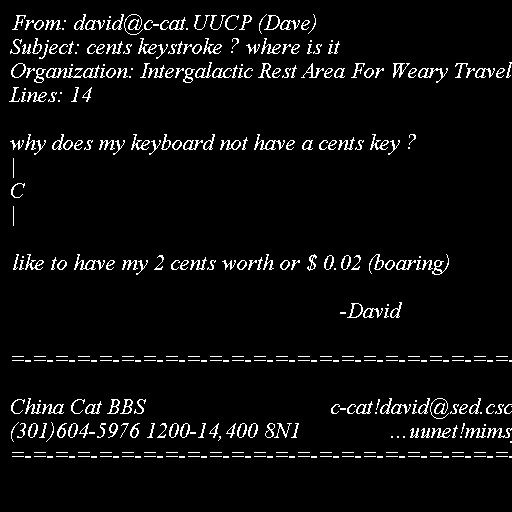 From: david@c-cat.UUCP (Dave)
Subject: cents keystroke ? where is it
Organization: Intergalactic Rest Area For Weary Travel
Lines: 14
why does my keyboard not have a cents key ?
|
C
|
like to have my 2 cents worth or $ 0.02 (boaring)
-David
=-=-=-=-=-=-=-=-=-=-=-=-=-=-=-=-=-=-=-=-=-=-=-
China Cat BBS c-cat!david@sed.csc
(301)604-5976 1200-14,400 8N1 ...uunet!mims
=-=-=-=-=-=-=-=-=-=-=-=-=-=-=-=-=-=-=-=-=-=-=-